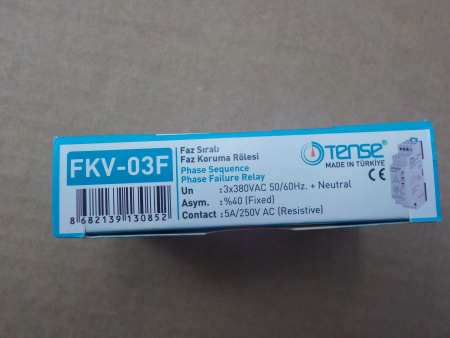 FKV-03F
8 682139 130852
Faz Sıralı
Faz Koruma Rölesi
Phase Sequence
Phase Failure Relay
Un :3x380VAC 50/60Hz. + Neutral
Asym. :%40 (Fixed)
Contact :5A/250V AC (Resistive)
TENSE®
MADE IN TÜRKİYE
CE